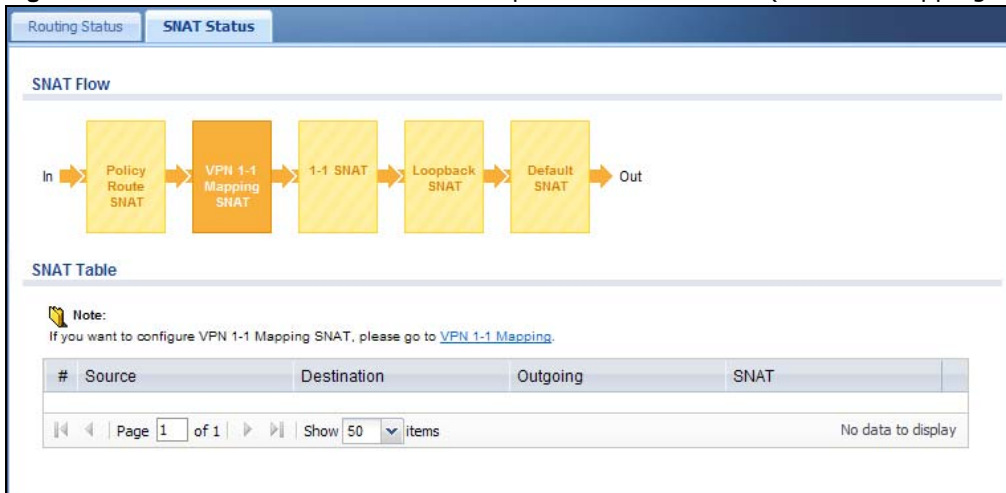 Routing Status
SNAT Status
SNAT Flow
In
Policy
Route
SNAT
VPN 1-1
Mapping
SNAT
1-1 SNAT
Loopback
SNAT
Default
SNAT
Out
SNAT Table
Note:
If you want to configure VPN 1-1 Mapping SNAT, please go to VPN 1-1 Mapping.
# Source Destination Outgoing SNAT
Page 1 of 1 Show 50 items No data to display